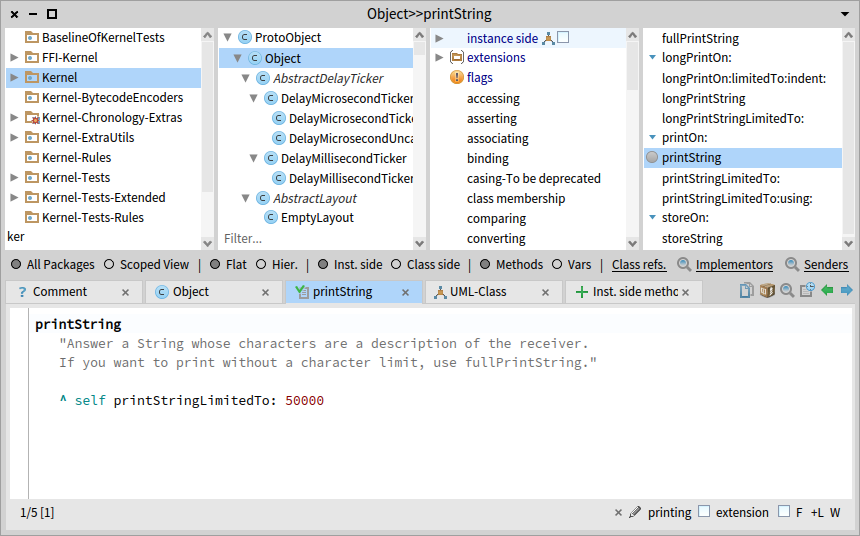 Object>>printString
BaselineOfKernelTests
FFI-Kernel
Kernel
Kernel-BytecodeEncoders
Kernel-Chronology-Extras
Kernel-ExtraUtils
Kernel-Rules
Kernel-Tests
Kernel-Tests-Extended
Kernel-Tests-Rules
ker
ProtoObject
Object
AbstractDelayTicker
DelayMicrosecondTicker
DelayMicrosecondTicke
DelayMicrosecondUnca
DelayMillisecondTicker
DelayMillisecondTicker
AbstractLayout
EmptyLayout
Filter...
instance side
extensions
flags
accessing
asserting
associating
binding
casing-To be deprecated
class membership
comparing
converting
fullPrintString
longPrintOn:
longPrintOn:limitedTo:indent:
longPrintString
longPrintStringLimitedTo:
printOn:
printString
printStringLimitedTo:
printStringLimitedTo:using:
storeOn:
storeString
All Packages Scoped View | Flat Hier. | Inst. side Class side | Methods Vars Class refs. Implementors Senders
? Comment Object printString UML-Class Inst. side methc
printString
"Answer a String whose characters are a description of the receiver.
If you want to print without a character limit, use fullPrintString."
^ self printStringLimitedTo: 50000
1/5 [1] printing extension F +L W